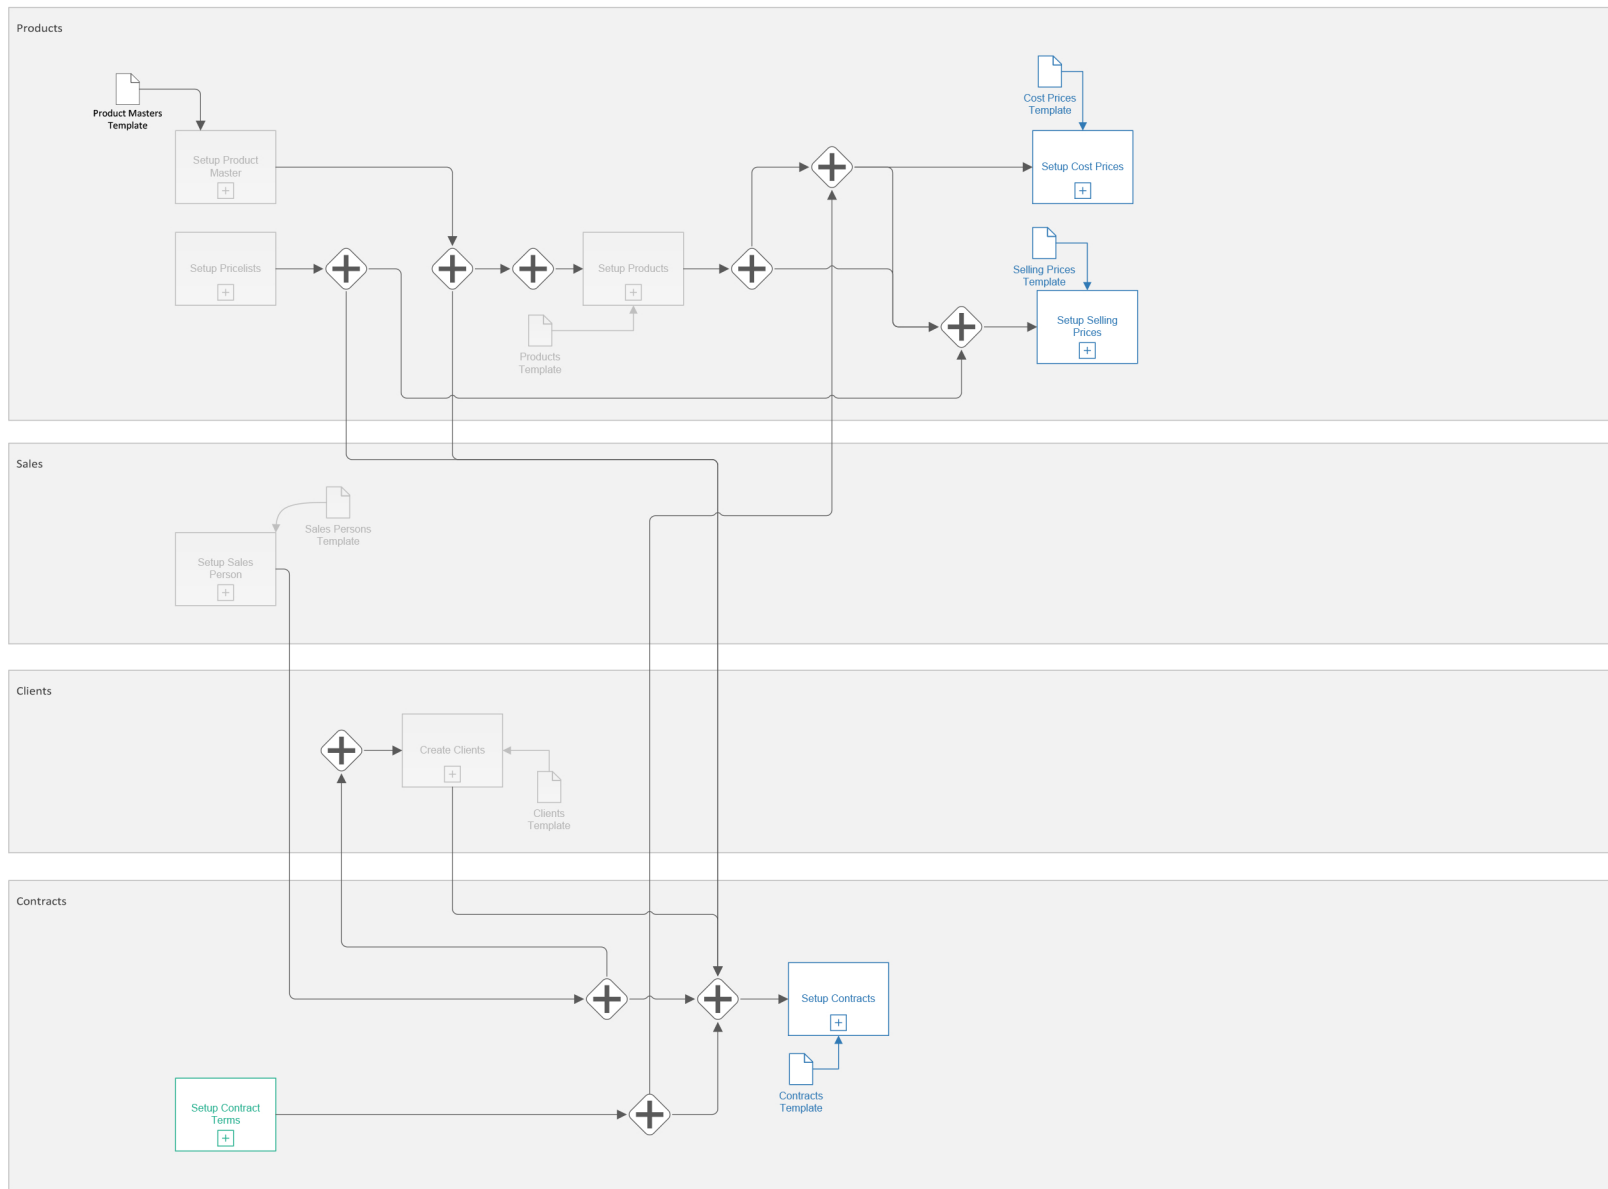 Products
Product Masters
Template
Cost Prices
Template
Setup Product
Master
Setup Cost Prices
Setup Pricelists
Setup Products
Selling Prices
Template
Setup Selling
Prices
Products
Template
Sales
Sales Persons
Template
Setup Sales
Person
Clients
Create Clients
Clients
Template
Contracts
Setup Contracts
Contracts
Template
Setup Contract
Terms